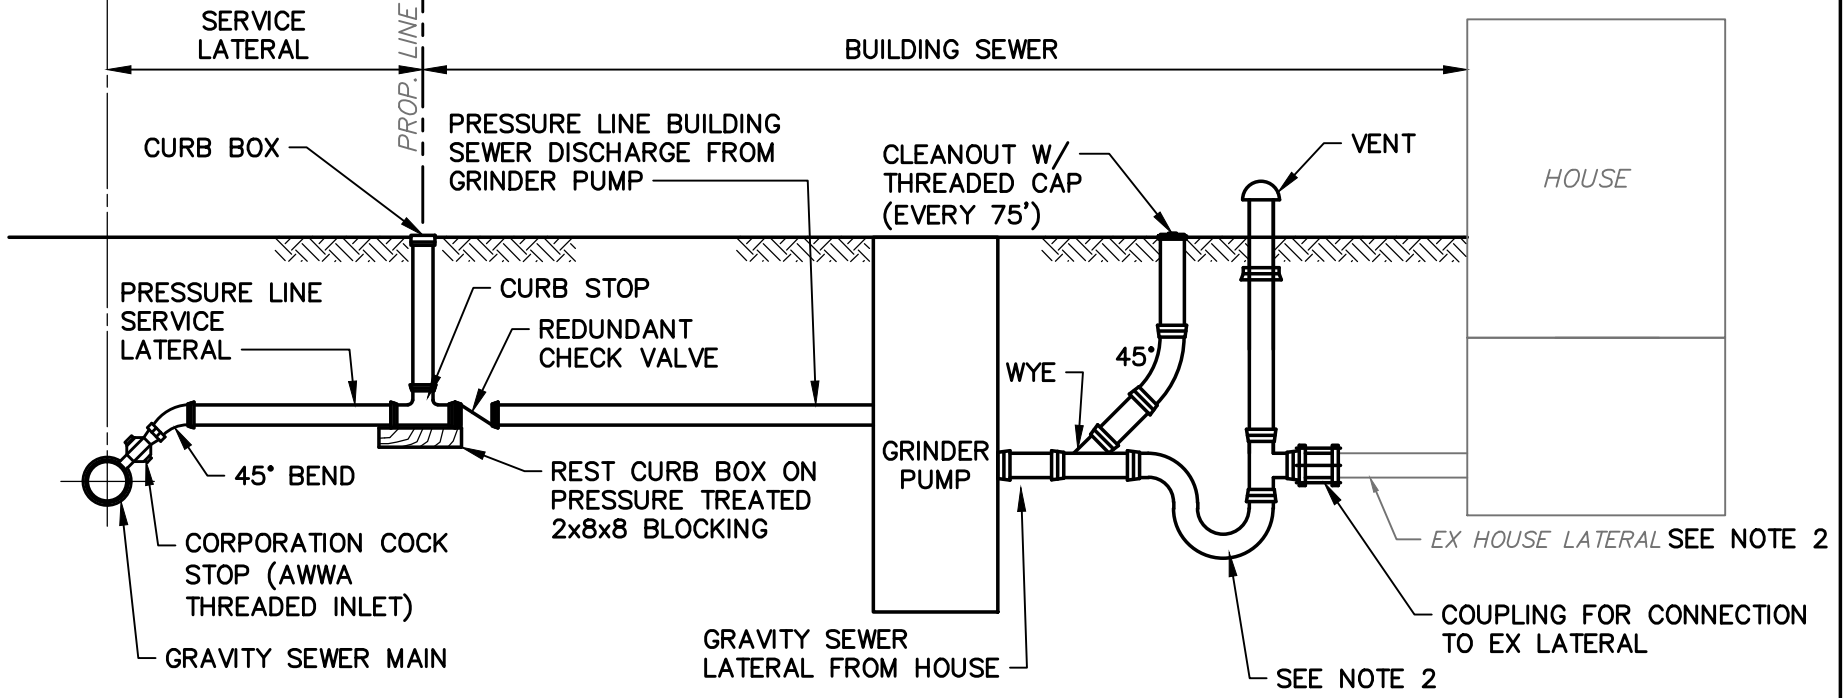 SERVICE
LATERAL
PROP. LINE
BUILDING SEWER
CURB BOX
PRESSURE LINE BUILDING
SEWER DISCHARGE FROM
GRINDER PUMP
CLEANOUT W/
THREADED CAP
(EVERY 75')
VENT
HOUSE
PRESSURE LINE
SERVICE
LATERAL
CURB STOP
REDUNDANT
CHECK VALVE
WYE
45°
GRINDER
PUMP
45° BEND
REST CURB BOX ON
PRESSURE TREATED
2x8x8 BLOCKING
CORPORATION COCK
STOP (AWWA
THREADED INLET)
GRAVITY SEWER MAIN
GRAVITY SEWER
LATERAL FROM HOUSE
EX HOUSE LATERAL SEE NOTE 2
COUPLING FOR CONNECTION
TO EX LATERAL
SEE NOTE 2